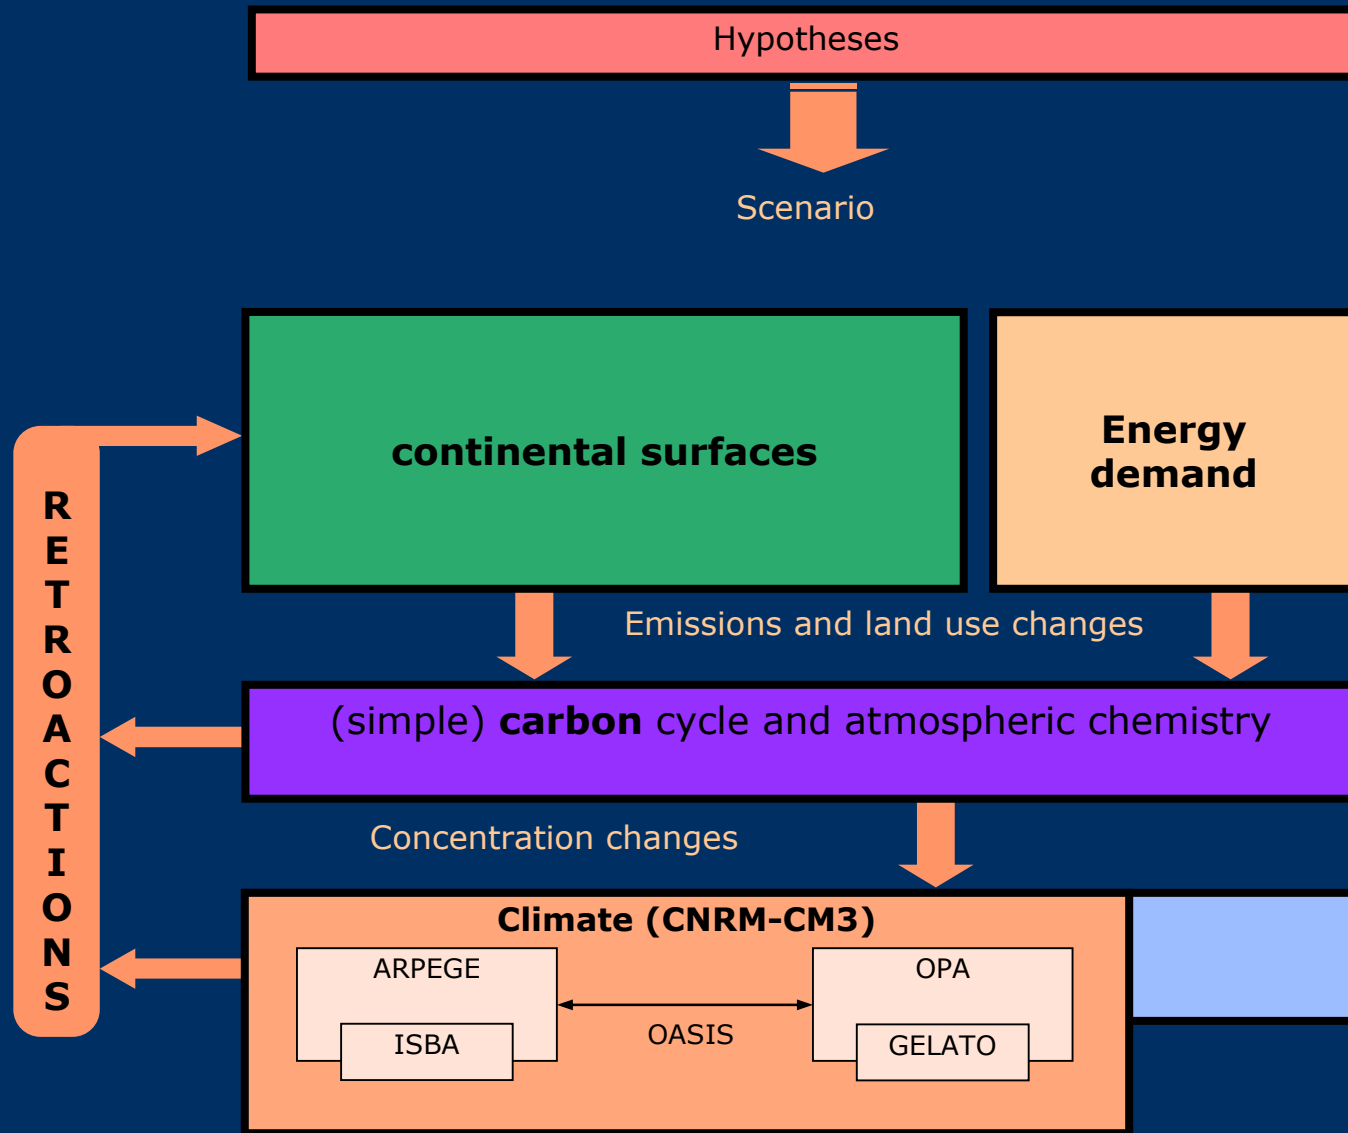 Hypotheses
Scenario
continental surfaces
Energy
demand
RETROACTIONS
Emissions and land use changes
(simple) carbon cycle and atmospheric chemistry
Concentration changes
Climate (CNRM-CM3)
ARPEGE
OPA
OASIS
ISBA
GELATO